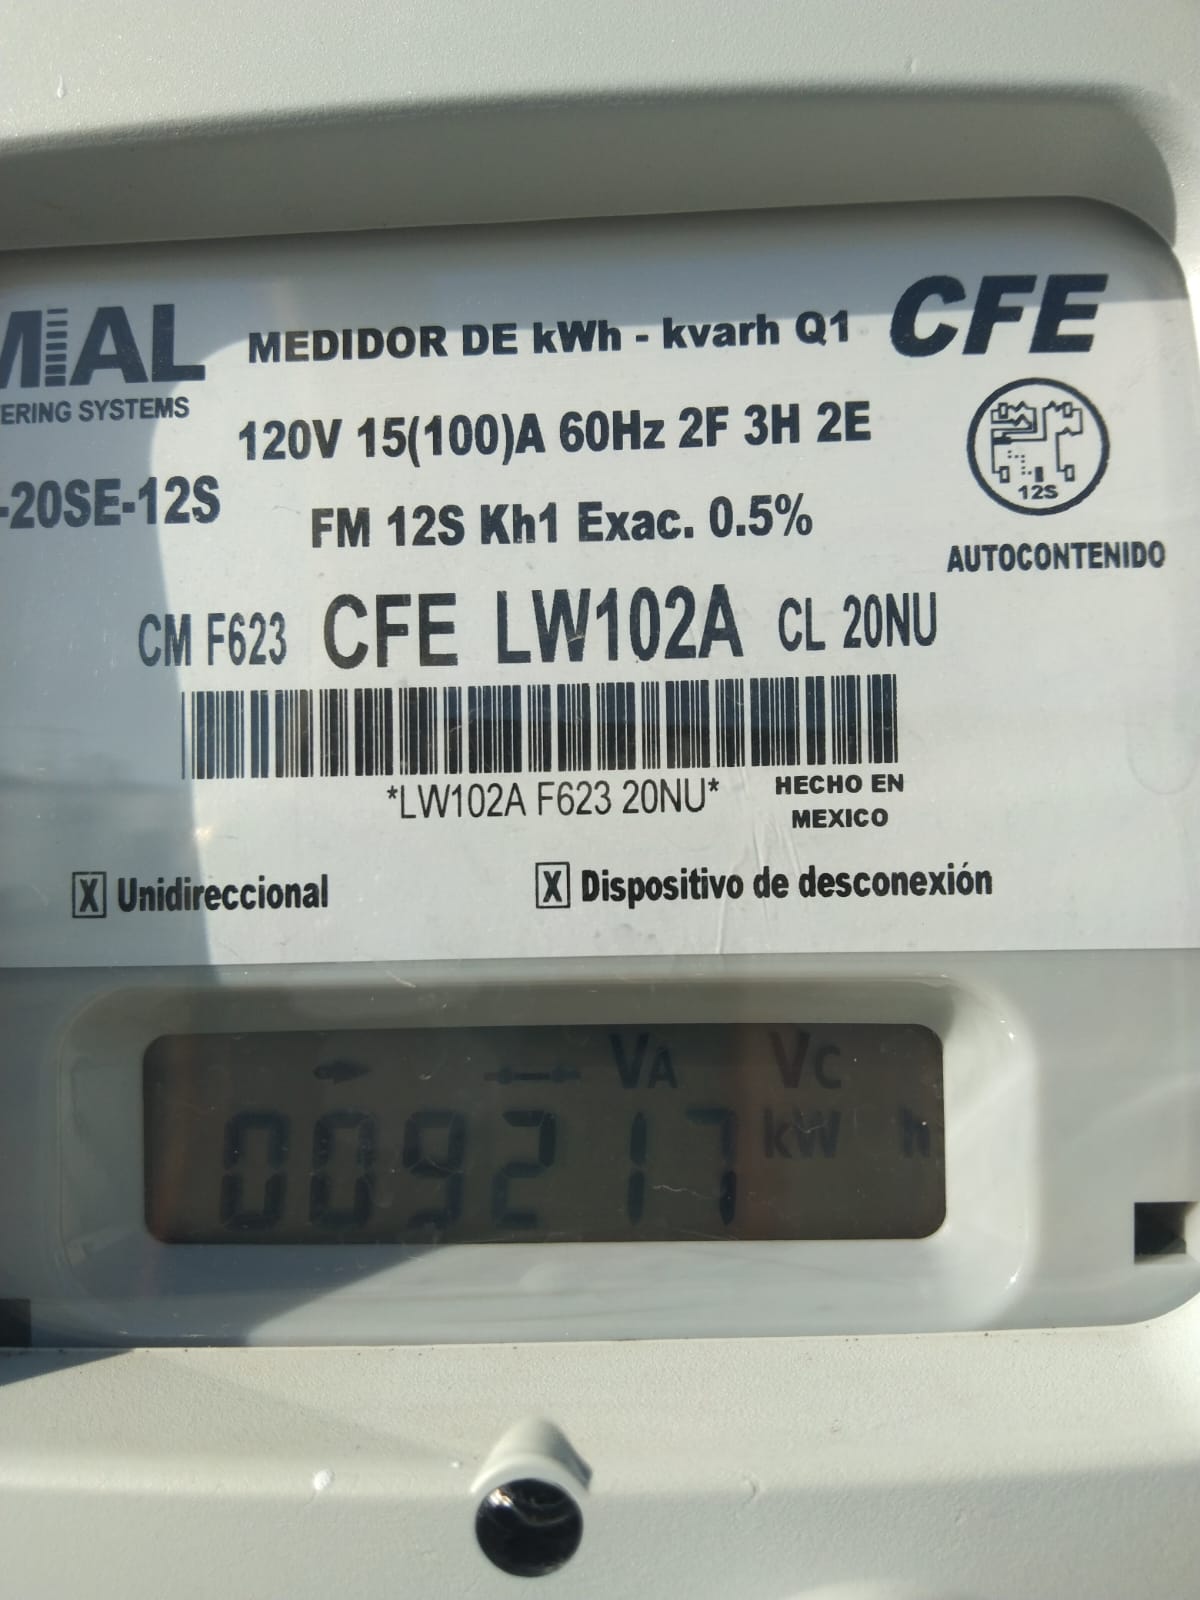 MIAL
ERING SYSTEMS
MEDIDOR DE kWh - kvarh Q1
CFE
120V 15(100)A 60Hz 2F 3H 2E
-20SE-12S
FM 12S Kh1 Exac. 0.5%
12S
AUTOCONTENIDO
CM F623 CFE LW102A CL 20NU
*LW102A F623 20NU*
HECHO EN
MEXICO
X Unidireccional
X Dispositivo de desconexión
VA VC
009217 kW h